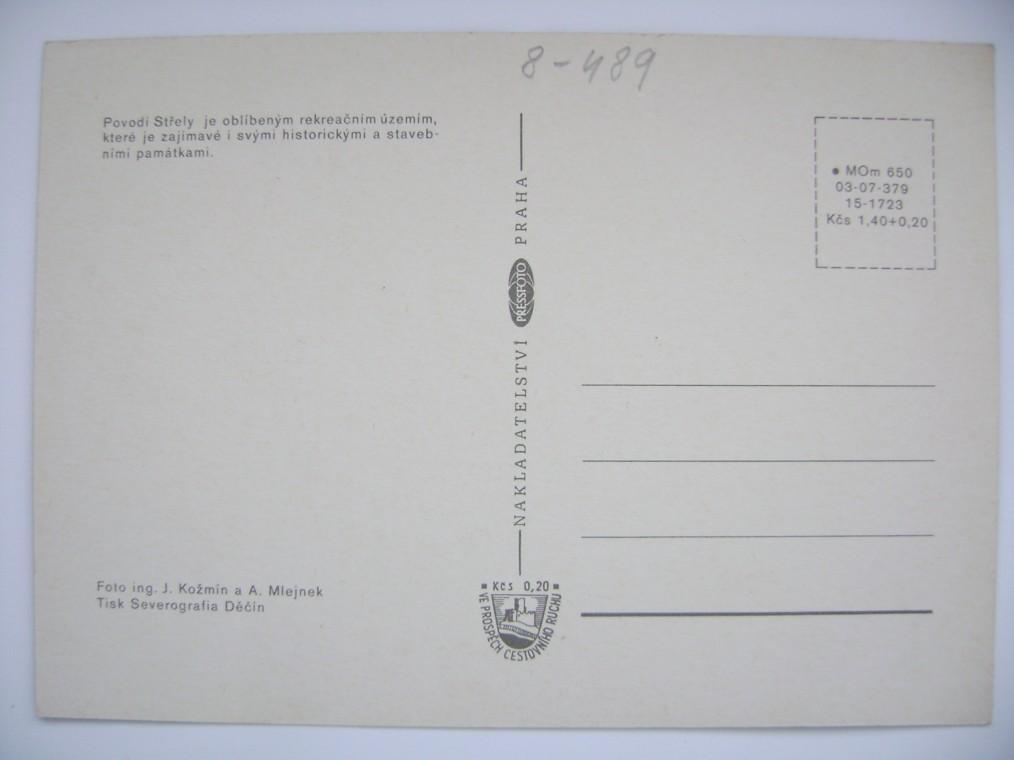 8-489
Povodí Střely je oblíbeným rekreačním územím,
které je zajímavé i svými historickými a staveb-
ními památkami.
NAKLADATELSTVÍ PRESSFOTO PRAHA
• MOm 650
03-07-379
15-1723
Kčs 1,40+0,20
Foto ing. J. Kožmín a A. Mlejnek
Tisk Severografia Děčín
▪ Kčs 0,20 ▪
VE PROSPĚCH CESTOVNÍHO RUCHU